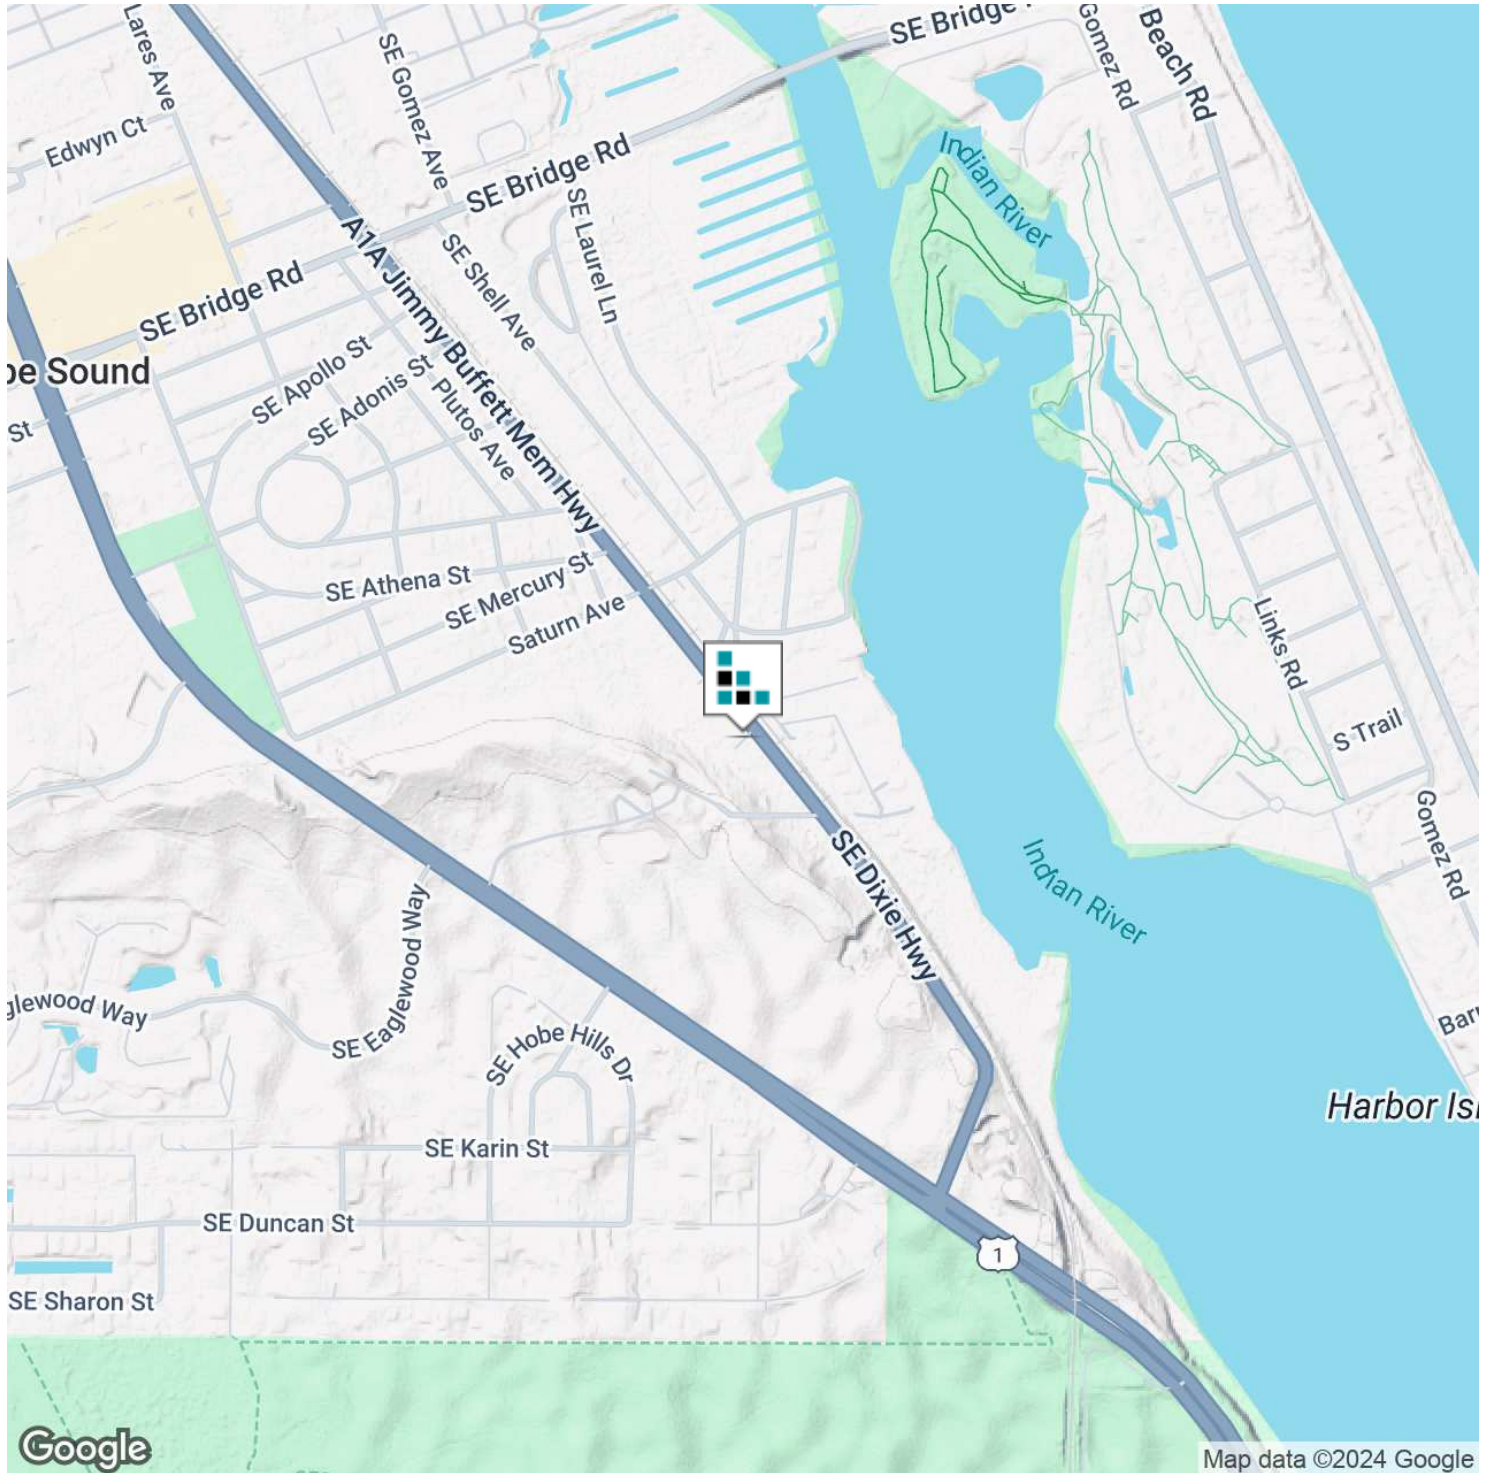 Lares Ave
SE Gomez Ave
SE Bridge
Gomez Rd
Beach Rd
Edwyn Ct
SE Bridge Rd
Indian River
A1A Jimmy Buffett Mem Hwy
SE Shell Ave
SE Laurel Ln
SE Bridge Rd
be Sound
SE Apollo St
SE Adonis St
Plutos Ave
St
SE Athena St
SE Mercury St
Saturn Ave
Links Rd
S Trail
Gomez Rd
SE Dixie Hwy
Indian River
glewood Way
SE Eaglewood Way
SE Hobe Hills Dr
Harbor Isl
SE Karin St
SE Duncan St
1
SE Sharon St
Google
Map data ©2024 Google